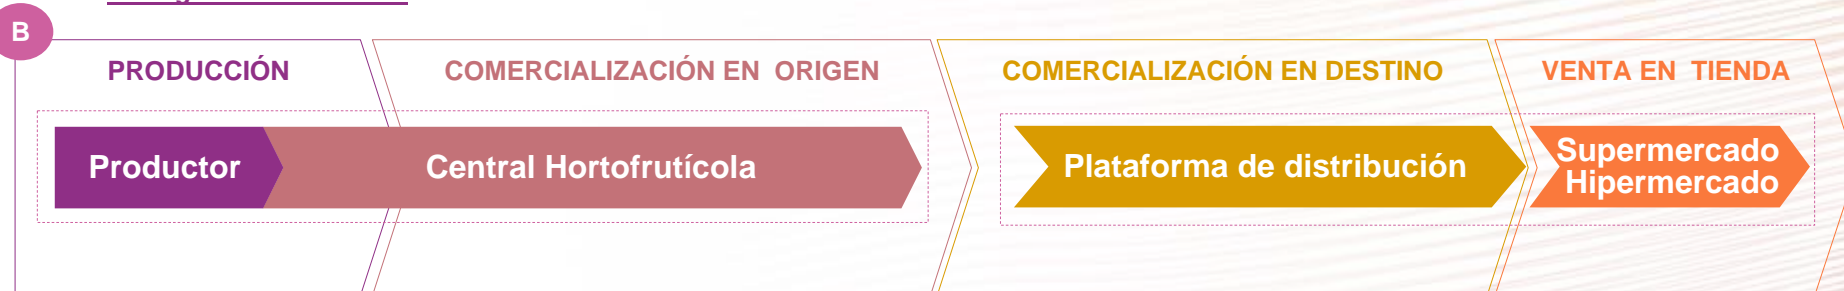 B
PRODUCCIÓN
COMERCIALIZACIÓN EN ORIGEN
COMERCIALIZACIÓN EN DESTINO
VENTA EN TIENDA
Productor
Central Hortofrutícola
Plataforma de distribución
Supermercado
Hipermercado